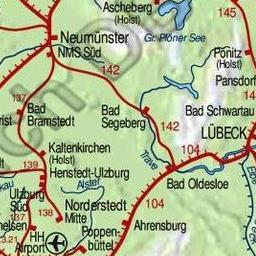 Ascheberg
(Holst)
145
Neumünster
NMS Süd
Gr. Plöner See
Pönitz
(Holst)
142
Pansdorf
137
Bad
Bramstedt
Bad
Segeberg
Bad Schwartau
142
LÜBECK
Kaltenkirchen
(Holst)
Trave
104
139
Henstedt-Ulzburg
Bad Oldesloe
Alster
Ulzburg
Süd
138
Norderstedt
Mitte
104
137
HH
Airport
Poppen-
büttel
Ahrensburg